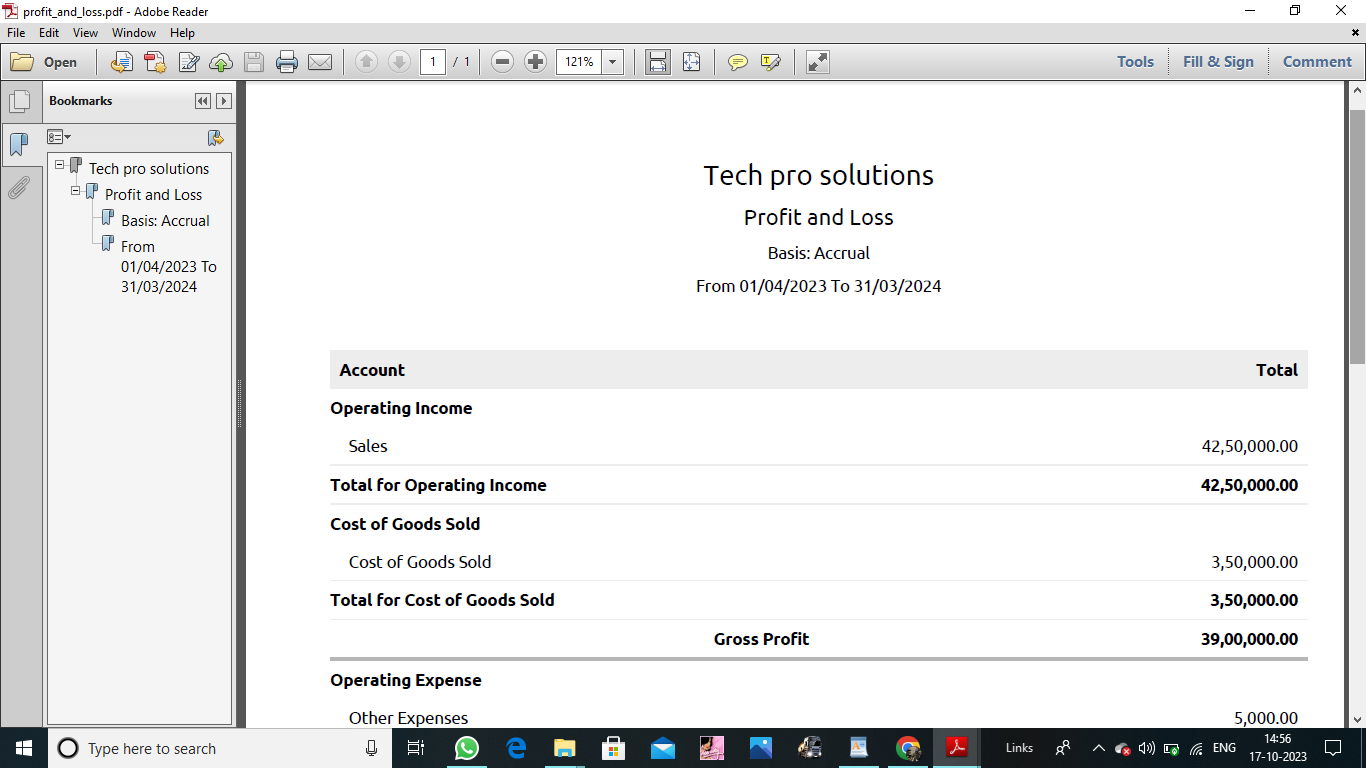 profit_and_loss.pdf - Adobe Reader
File Edit View Window Help
Open 1 / 1 121% Tools Fill & Sign Comment
Bookmarks
Tech pro solutions
Profit and Loss
Basis: Accrual
From
01/04/2023 To
31/03/2024
Tech pro solutions
Profit and Loss
Basis: Accrual
From 01/04/2023 To 31/03/2024
Account Total
Operating Income
Sales 42,50,000.00
Total for Operating Income 42,50,000.00
Cost of Goods Sold
Cost of Goods Sold 3,50,000.00
Total for Cost of Goods Sold 3,50,000.00
Gross Profit 39,00,000.00
Operating Expense
Other Expenses 5,000.00
Type here to search Links ENG 14:56
17-10-2023